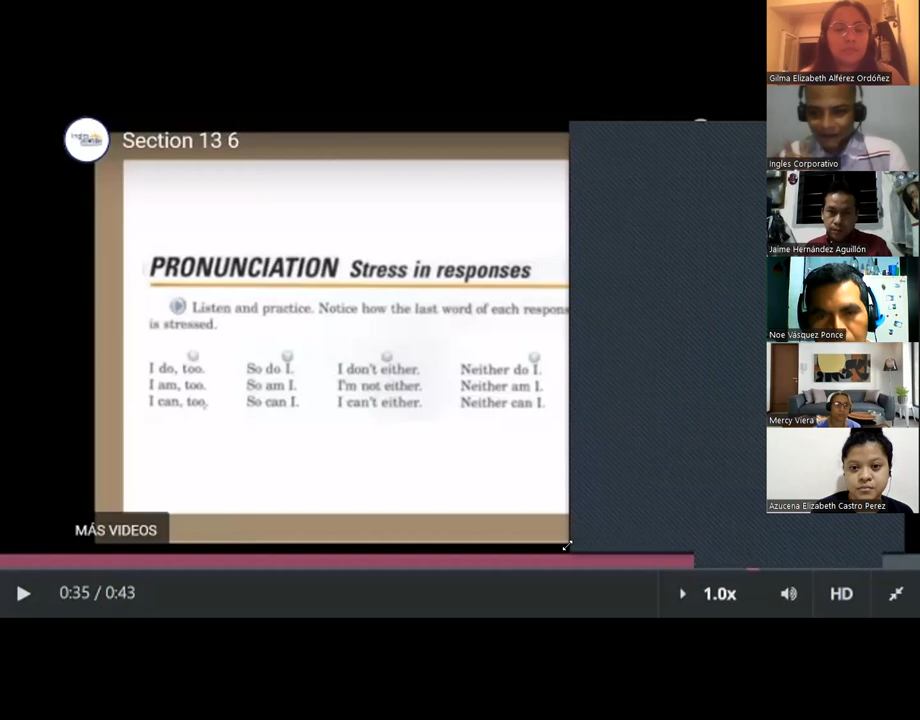 Section 13 6
PRONUNCIATION Stress in responses
Listen and practice. Notice how the last word of each respons
is stressed.
I do, too. So do I. I don't either. Neither do I.
I am, too. So am I. I'm not either. Neither am I.
I can, too. So can I. I can't either. Neither can I.
MÁS VIDEOS
0:35 / 0:43
1.0x
HD
Gilma Elizabeth Alférez Ordóñez
Ingles Corporativo
Jaime Hernández Aguillón
Noe Vásquez Ponce
Mercy Viera
Azucena Elizabeth Castro Perez